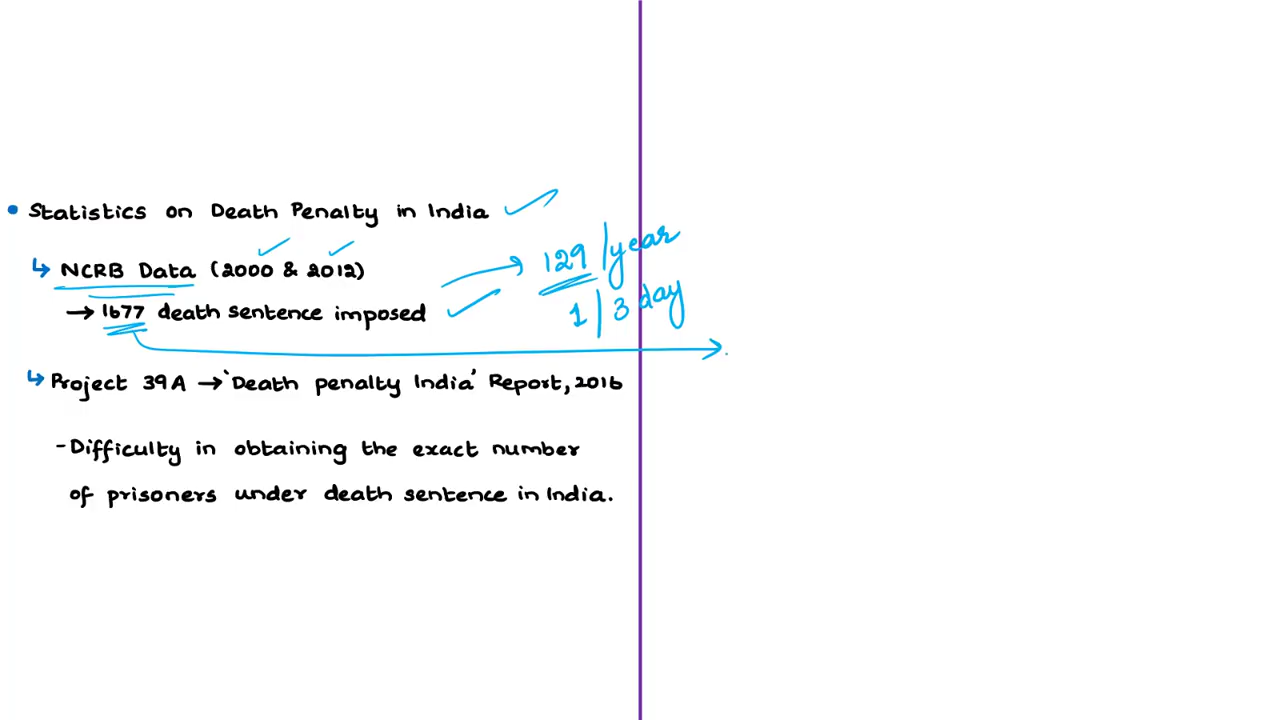 • Statistics on Death Penalty in India
↳ NCRB Data (2000 & 2012)
→ 1677 death sentence imposed
129/year
1/3 day
↳ Project 39A → 'Death penalty India' Report, 2016
- Difficulty in obtaining the exact number
of prisoners under death sentence in India.